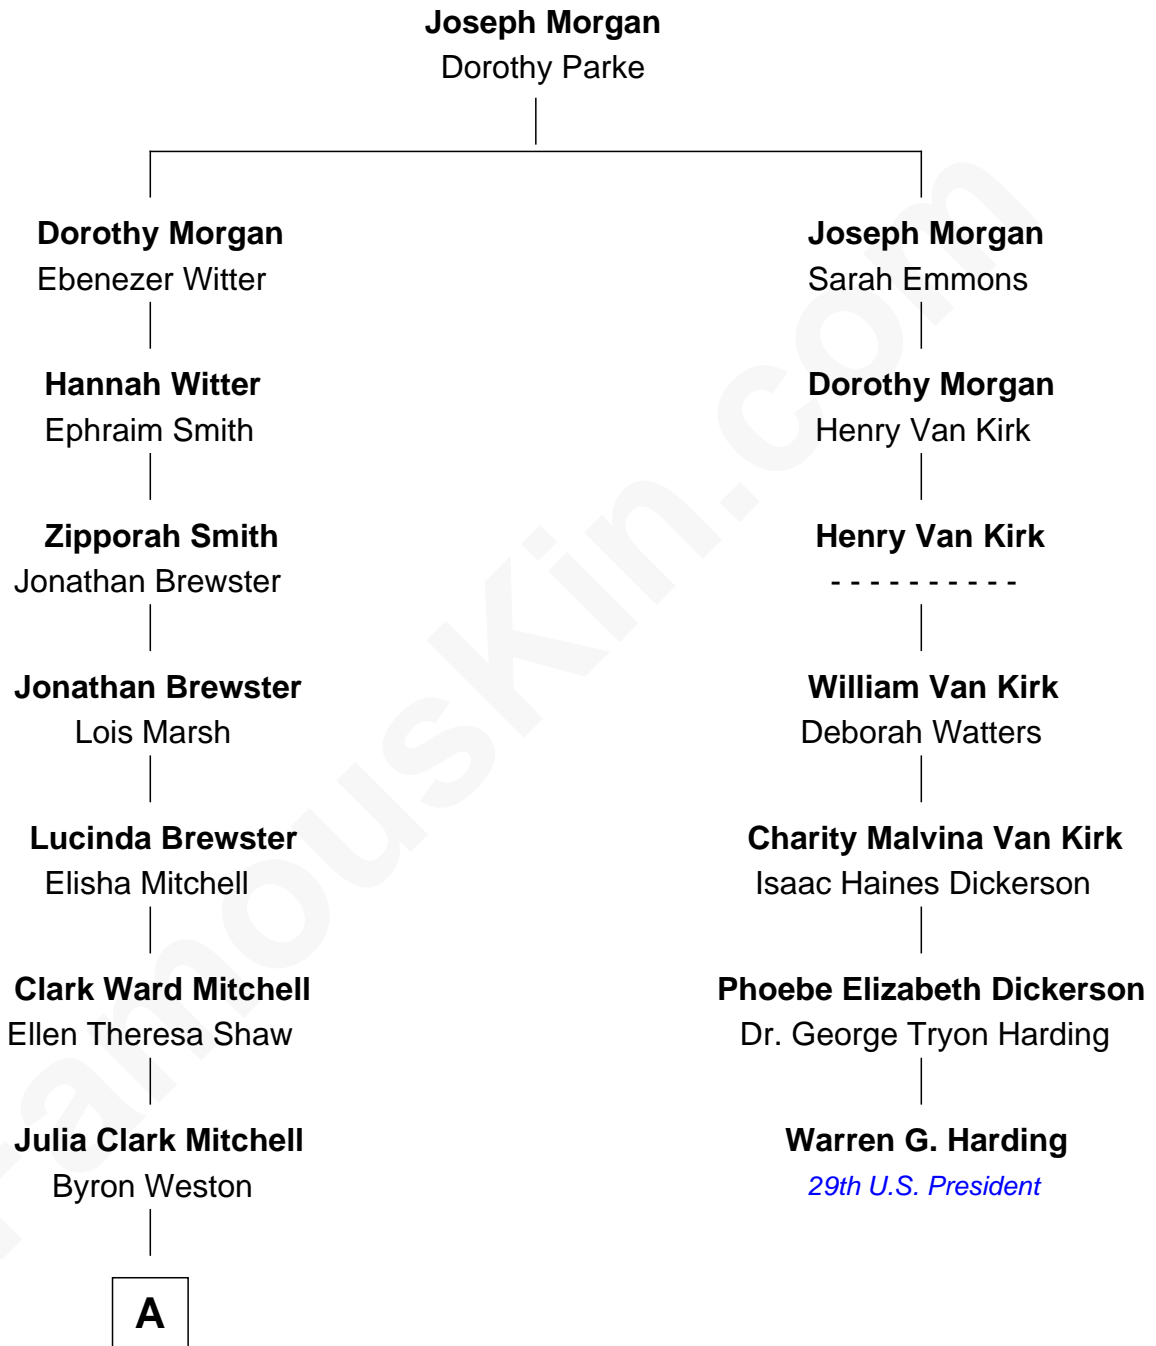 Joseph Morgan
Dorothy Parke
Dorothy Morgan
Ebenezer Witter
Hannah Witter
Ephraim Smith
Zipporah Smith
Jonathan Brewster
Jonathan Brewster
Lois Marsh
Lucinda Brewster
Elisha Mitchell
Clark Ward Mitchell
Ellen Theresa Shaw
Julia Clark Mitchell
Byron Weston
A
Joseph Morgan
Sarah Emmons
Dorothy Morgan
Henry Van Kirk
Henry Van Kirk
- - - - - - - - - -
William Van Kirk
Deborah Watters
Charity Malvina Van Kirk
Isaac Haines Dickerson
Phoebe Elizabeth Dickerson
Dr. George Tryon Harding
Warren G. Harding
29th U.S. President
FamousKin.com